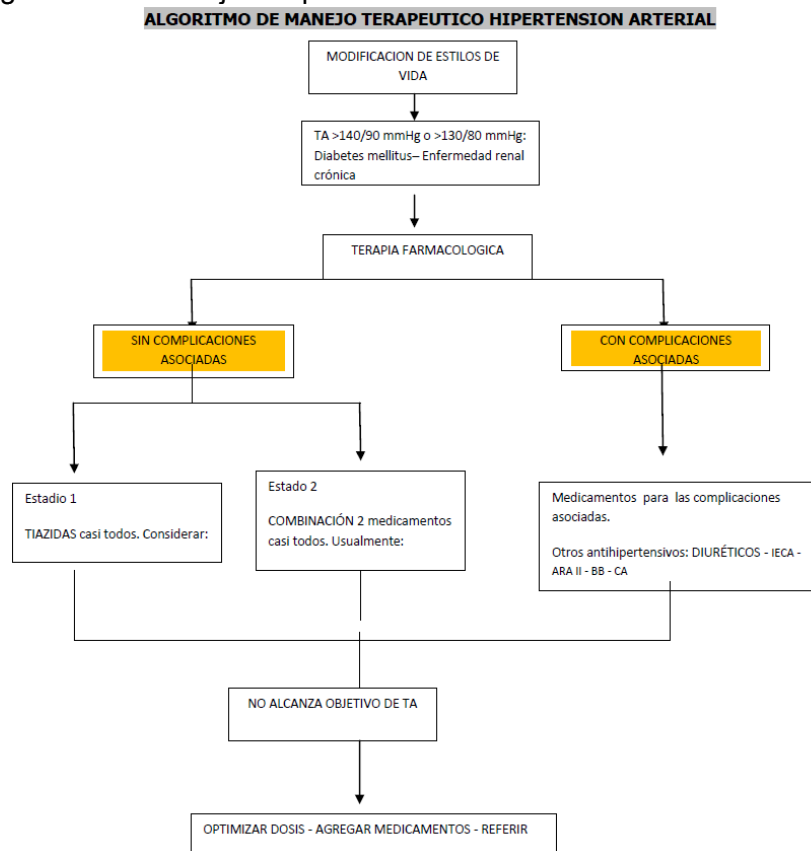 ALGORITMO DE MANEJO TERAPEUTICO HIPERTENSION ARTERIAL
MODIFICACION DE ESTILOS DE
VIDA
TA >140/90 mmHg o >130/80 mmHg:
Diabetes mellitus– Enfermedad renal
crónica
TERAPIA FARMACOLOGICA
SIN COMPLICACIONES
ASOCIADAS
CON COMPLICACIONES
ASOCIADAS
Estadio 1
TIAZIDAS casi todos. Considerar:
Estado 2
COMBINACIÓN 2 medicamentos
casi todos. Usualmente:
Medicamentos para las complicaciones
asociadas.
Otros antihipertensivos: DIURÉTICOS - IECA -
ARA II - BB - CA
NO ALCANZA OBJETIVO DE TA
OPTIMIZAR DOSIS - AGREGAR MEDICAMENTOS - REFERIR